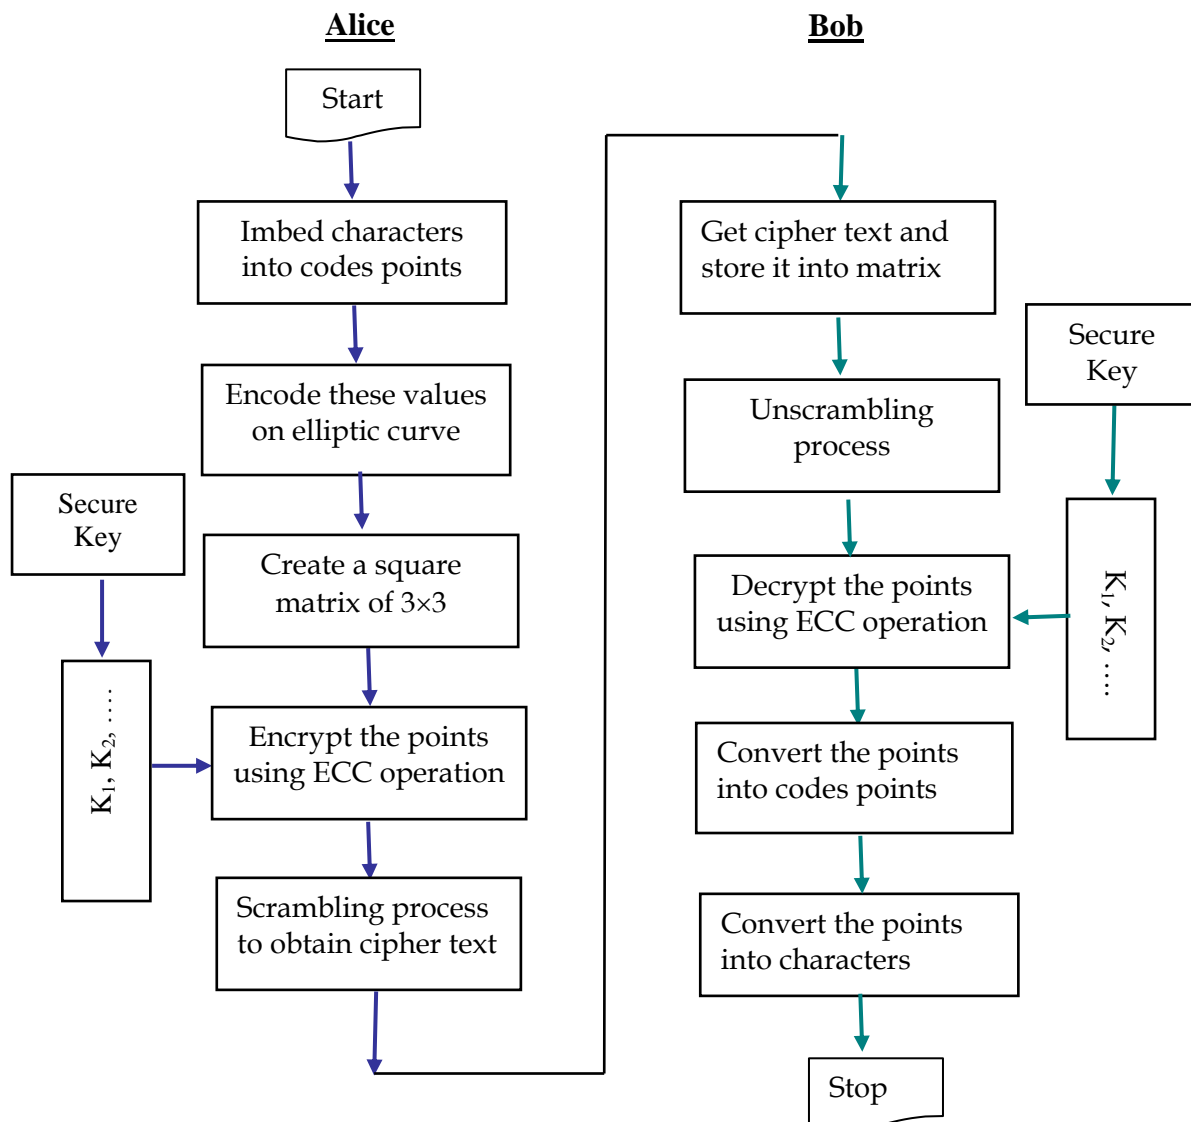 Alice
Start
Imbed characters
into codes points
Encode these values
on elliptic curve
Secure
Key
Create a square
matrix of 3×3
K₁, K₂, ….
Encrypt the points
using ECC operation
Scrambling process
to obtain cipher text
Bob
Get cipher text and
store it into matrix
Secure
Key
Unscrambling
process
K₁, K₂, ….
Decrypt the points
using ECC operation
Convert the points
into codes points
Convert the points
into characters
Stop